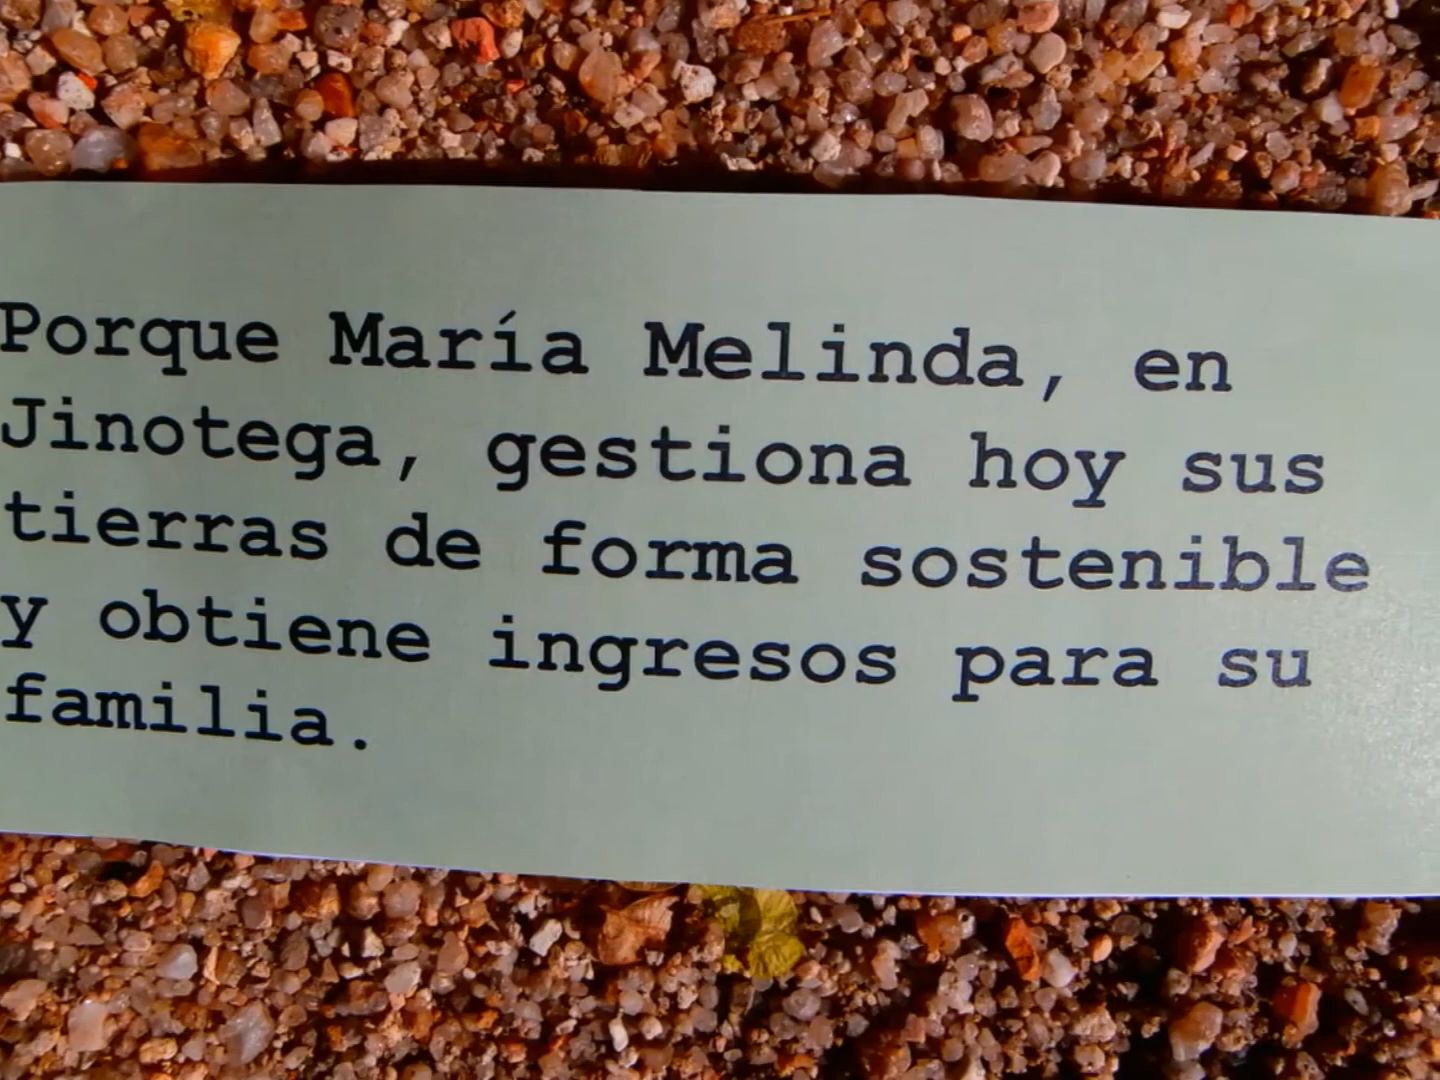 Porque María Melinda, en
Jinotega, gestiona hoy sus
tierras de forma sostenible
y obtiene ingresos para su
familia.